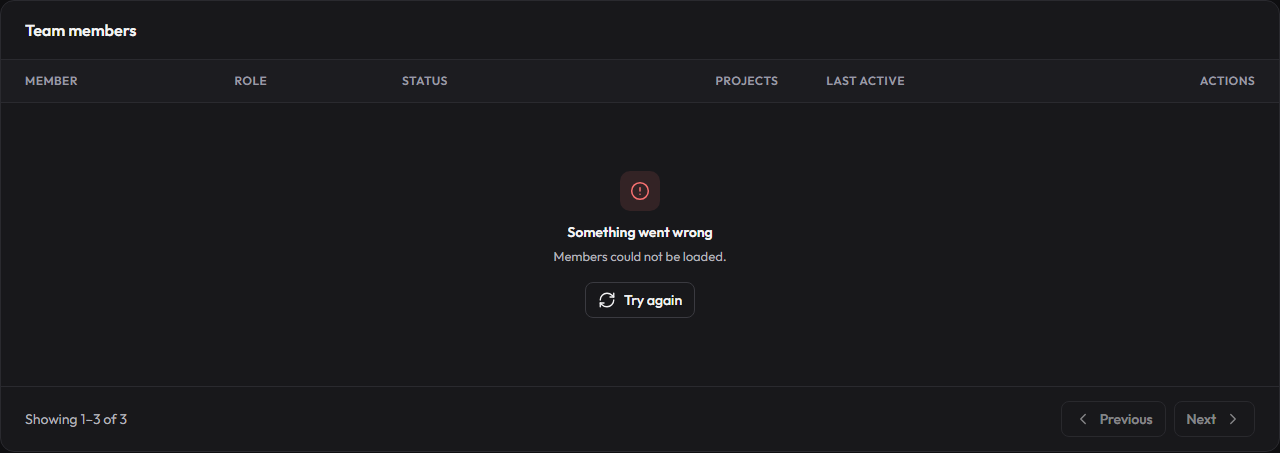 Team members
MEMBER ROLE STATUS PROJECTS LAST ACTIVE ACTIONS
Something went wrong
Members could not be loaded.
Try again
Showing 1–3 of 3 Previous Next